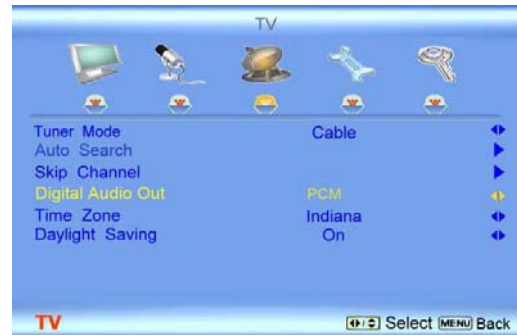 TV
Tuner Mode Cable
Auto Search
Skip Channel
Digital Audio Out PCM
Time Zone Indiana
Daylight Saving On
TV Select MENU Back